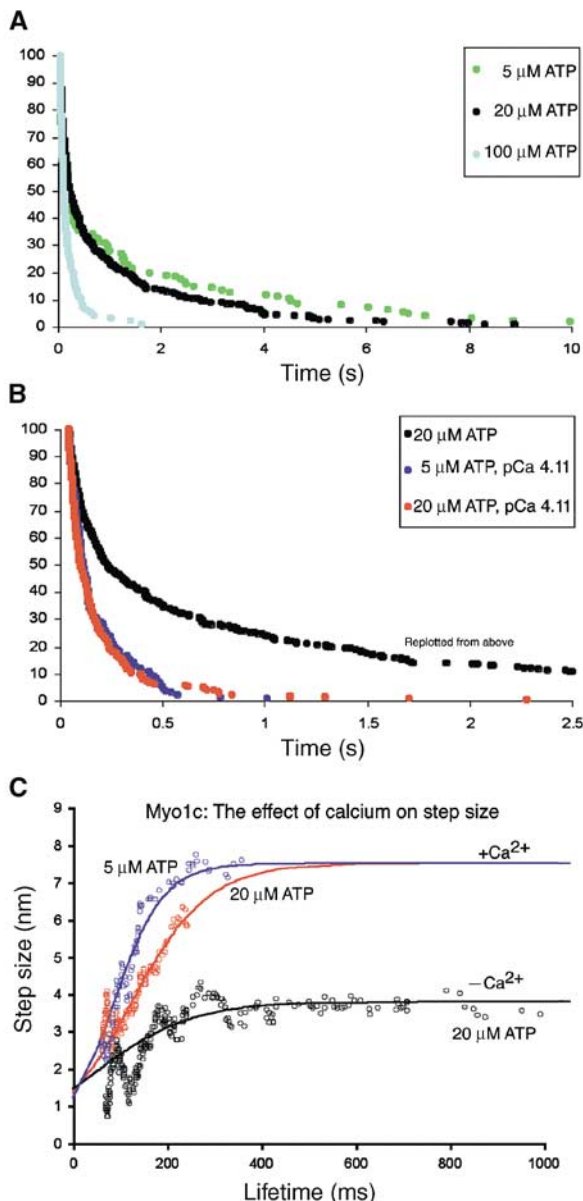 A
100
90
80
70
60
50
40
30
20
10
0
0 2 4 6 8 10
Time (s)
5 μM ATP
20 μM ATP
100 μM ATP
B
100
90
80
70
60
50
40
30
20
10
0
0 0.5 1 1.5 2 2.5
Time (s)
20 μM ATP
5 μM ATP, pCa 4.11
20 μM ATP, pCa 4.11
Replotted from above
C
Myo1c: The effect of calcium on step size
9
8
7
6
5
4
3
2
1
0
Step size (nm)
5 μM ATP
20 μM ATP
+Ca2+
−Ca2+
20 μM ATP
0 200 400 600 800 1000
Lifetime (ms)